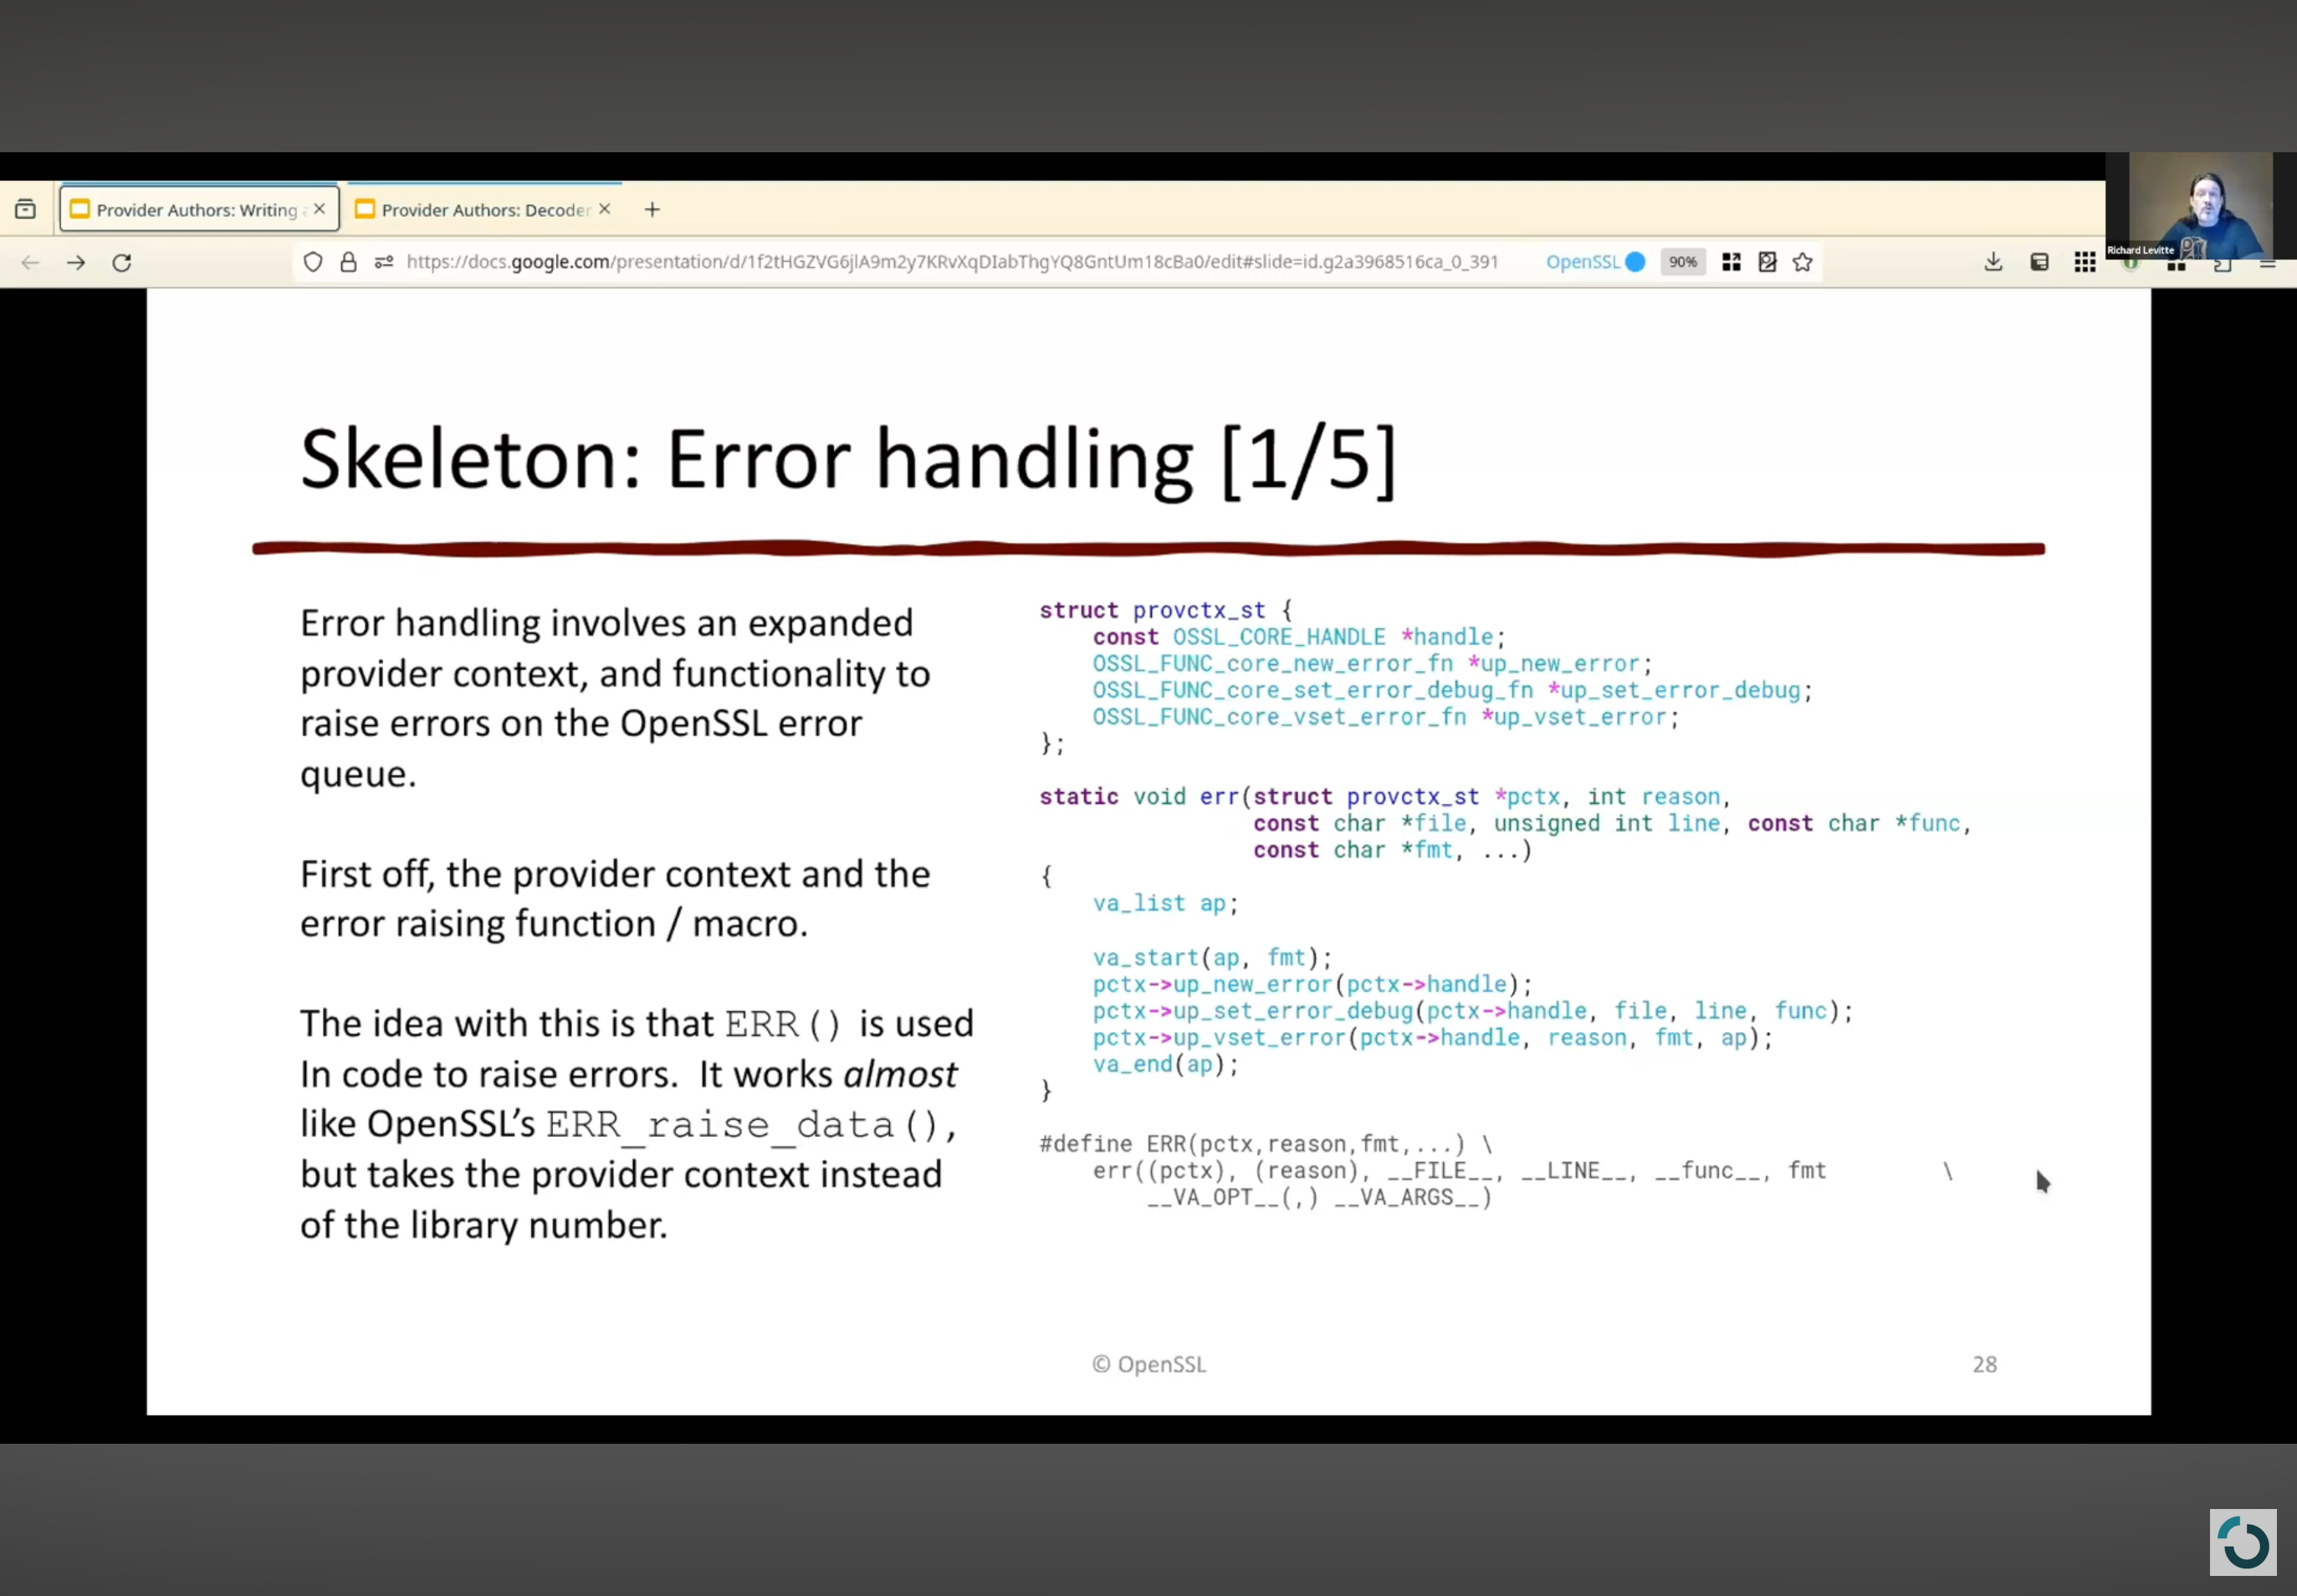 Provider Authors: Writing
Provider Authors: Decoder
https://docs.google.com/presentation/d/1f2tHGZVG6jlA9m2y7KRvXqDIabThgYQ8GntUm18cBa0/edit#slide=id.g2a3968516ca_0_391
OpenSSL
90%
Richard Levitte
Skeleton: Error handling [1/5]
Error handling involves an expanded
provider context, and functionality to
raise errors on the OpenSSL error
queue.
First off, the provider context and the
error raising function / macro.
The idea with this is that ERR() is used
In code to raise errors.  It works almost
like OpenSSL’s ERR_raise_data(),
but takes the provider context instead
of the library number.
struct provctx_st {
    const OSSL_CORE_HANDLE *handle;
    OSSL_FUNC_core_new_error_fn *up_new_error;
    OSSL_FUNC_core_set_error_debug_fn *up_set_error_debug;
    OSSL_FUNC_core_vset_error_fn *up_vset_error;
};
static void err(struct provctx_st *pctx, int reason,
                const char *file, unsigned int line, const char *func,
                const char *fmt, ...)
{
    va_list ap;
    va_start(ap, fmt);
    pctx->up_new_error(pctx->handle);
    pctx->up_set_error_debug(pctx->handle, file, line, func);
    pctx->up_vset_error(pctx->handle, reason, fmt, ap);
    va_end(ap);
}
#define ERR(pctx,reason,fmt,...) \
    err((pctx), (reason), __FILE__, __LINE__, __func__, fmt         \
        __VA_OPT__(,) __VA_ARGS__)
© OpenSSL
28